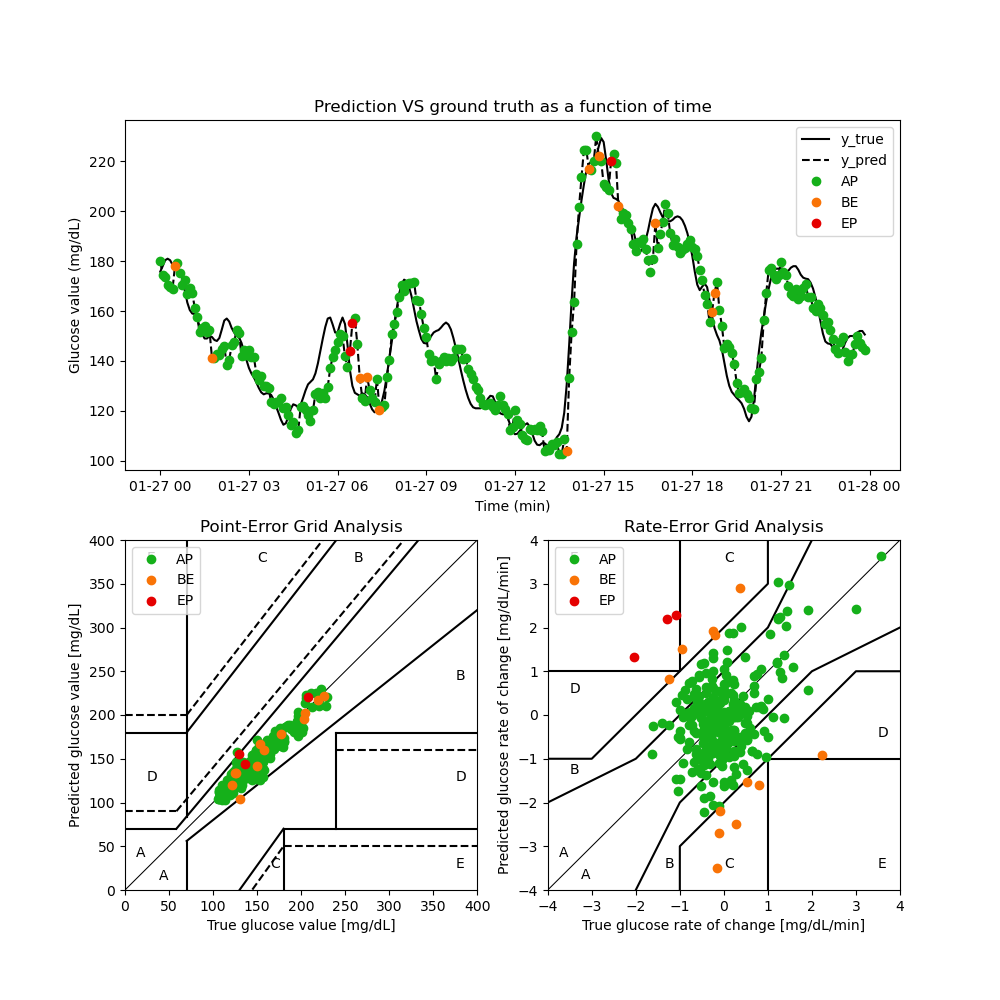 Prediction VS ground truth as a function of time
Glucose value (mg/dL)
220
200
180
160
140
120
100
y_true
y_pred
AP
BE
EP
01-27 00 01-27 03 01-27 06 01-27 09 01-27 12 01-27 15 01-27 18 01-27 21 01-28 00
Time (min)
Point-Error Grid Analysis
Predicted glucose value [mg/dL]
400
350
300
250
200
150
100
50
0
AP
BE
EP
C
B
B
D
D
A
A
C
E
0 50 100 150 200 250 300 350 400
True glucose value [mg/dL]
Rate-Error Grid Analysis
Predicted glucose rate of change [mg/dL/min]
4
3
2
1
0
−1
−2
−3
−4
AP
BE
EP
C
D
D
B
A
A
B
C
E
−4 −3 −2 −1 0 1 2 3 4
True glucose rate of change [mg/dL/min]